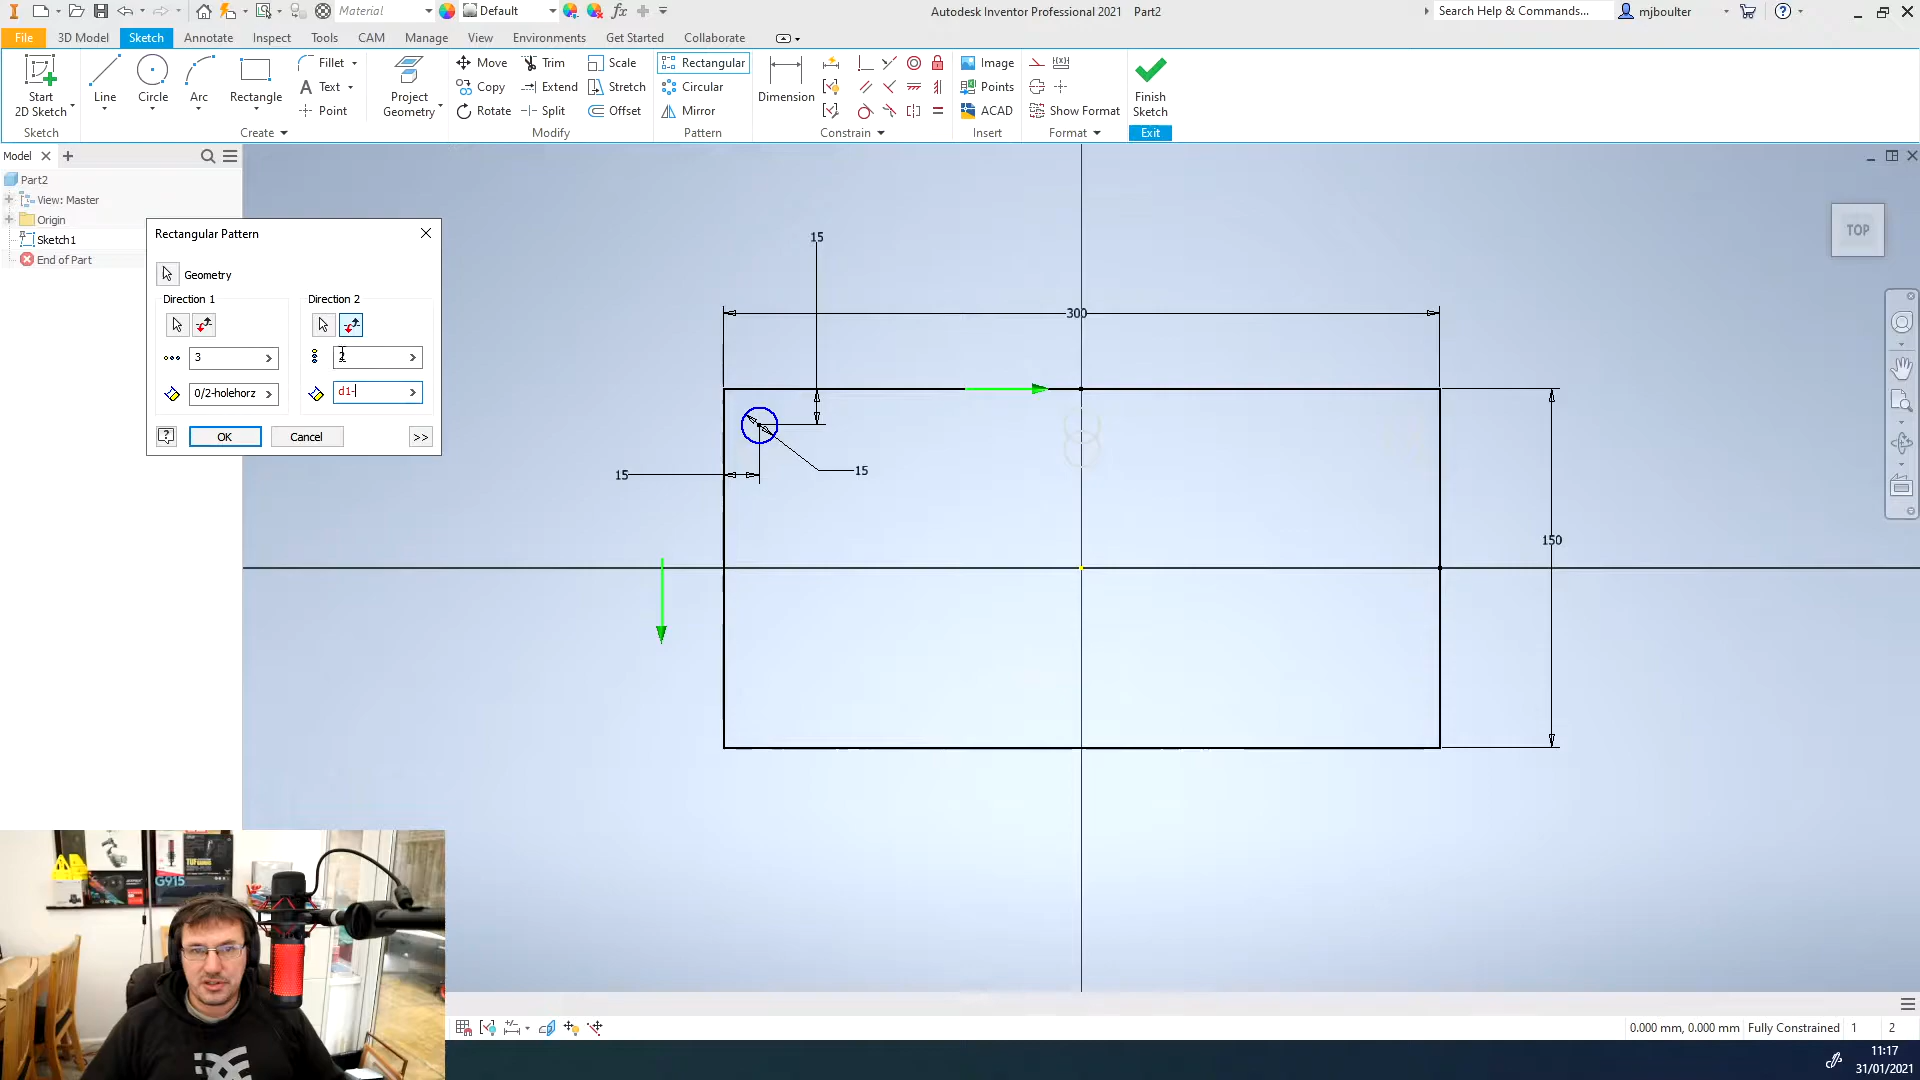 Material
Default
Autodesk Inventor Professional 2021 Part2
Search Help & Commands...
mjboulter
File
3D Model
Sketch
Annotate
Inspect
Tools
CAM
Manage
View
Environments
Get Started
Collaborate
Start
2D Sketch
Line
Circle
Arc
Rectangle
Fillet
Text
Point
Project
Geometry
Move
Copy
Rotate
Trim
Extend
Split
Scale
Stretch
Offset
Rectangular
Circular
Mirror
Dimension
Image
Points
ACAD
Show Format
Finish
Sketch
Sketch
Create
Modify
Pattern
Constrain
Insert
Format
Exit
Model
Part2
View: Master
Origin
Sketch1
End of Part
Rectangular Pattern
Geometry
Direction 1
Direction 2
3
2
0/2-holehorz
d1-
OK
Cancel
>>
15
300
15
15
150
TOP
G915
TUF GAMING
0.000 mm, 0.000 mm Fully Constrained 1 2
11:17
31/01/2021